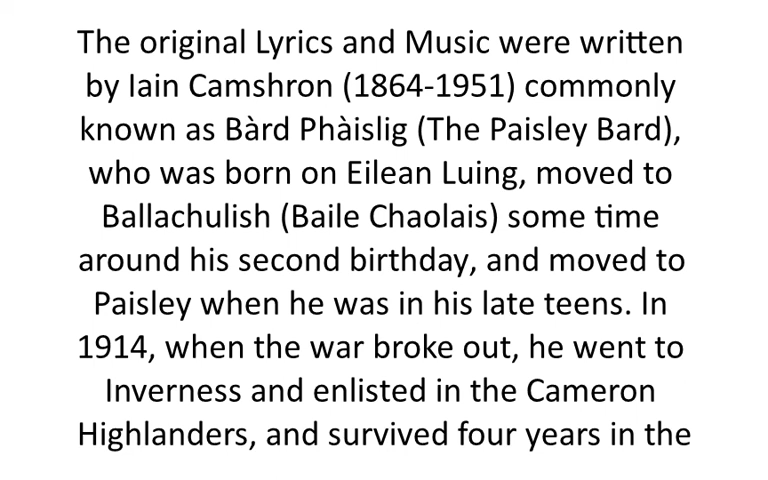 The original Lyrics and Music were written
by Iain Camshron (1864-1951) commonly
known as Bàrd Phàislig (The Paisley Bard),
who was born on Eilean Luing, moved to
Ballachulish (Baile Chaolais) some time
around his second birthday, and moved to
Paisley when he was in his late teens. In
1914, when the war broke out, he went to
Inverness and enlisted in the Cameron
Highlanders, and survived four years in the